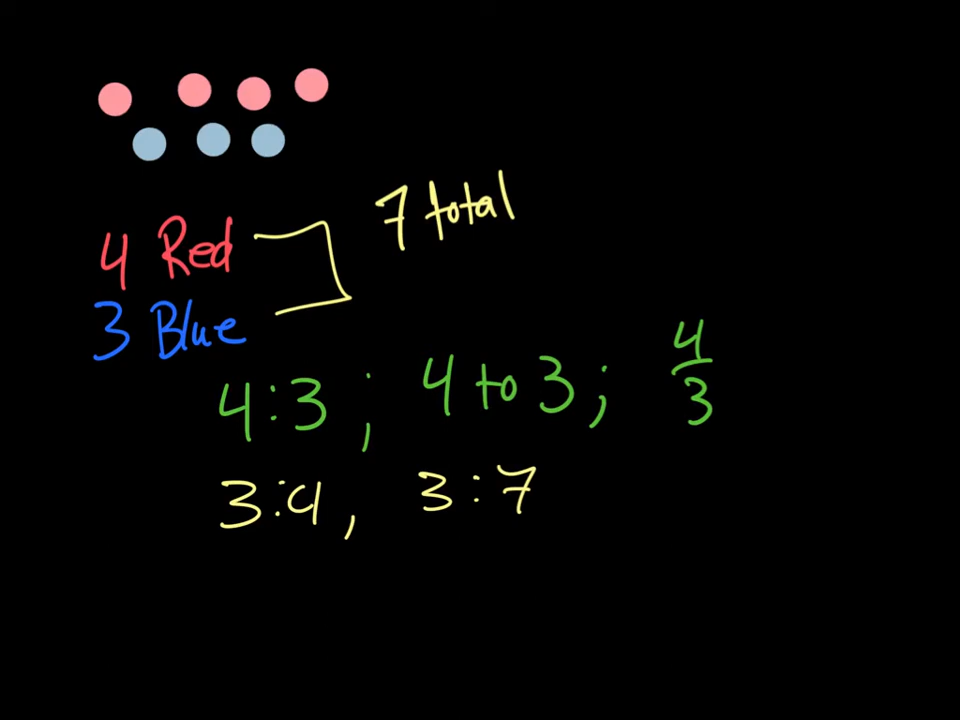 7 total
4 Red
3 Blue
4:3 ; 4 to 3 ; 4/3
3:4 , 3:7